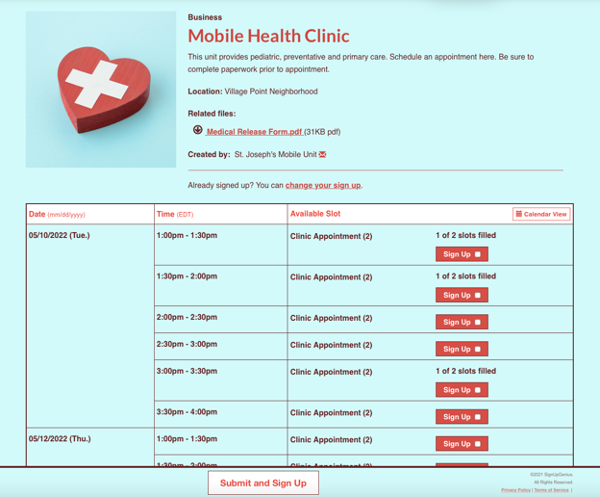 Business
Mobile Health Clinic
This unit provides pediatric, preventative and primary care. Schedule an appointment here. Be sure to
complete paperwork prior to appointment.
Location: Village Point Neighborhood
Related files:
Medical Release Form.pdf (31KB pdf)
Created by: St. Joseph's Mobile Unit
Already signed up? You can change your sign up.
Date (mm/dd/yyyy) Time (EDT) Available Slot Calendar View
05/10/2022 (Tue.) 1:00pm - 1:30pm Clinic Appointment (2) 1 of 2 slots filled
Sign Up
1:30pm - 2:00pm Clinic Appointment (2) 1 of 2 slots filled
Sign Up
2:00pm - 2:30pm Clinic Appointment (2) Sign Up
2:30pm - 3:00pm Clinic Appointment (2) Sign Up
3:00pm - 3:30pm Clinic Appointment (2) 1 of 2 slots filled
Sign Up
3:30pm - 4:00pm Clinic Appointment (2) Sign Up
05/12/2022 (Thu.) 1:00pm - 1:30pm Clinic Appointment (2) Sign Up
Submit and Sign Up
©2021 SignUpGenius
All Rights Reserved
Privacy Policy | Terms of Service |